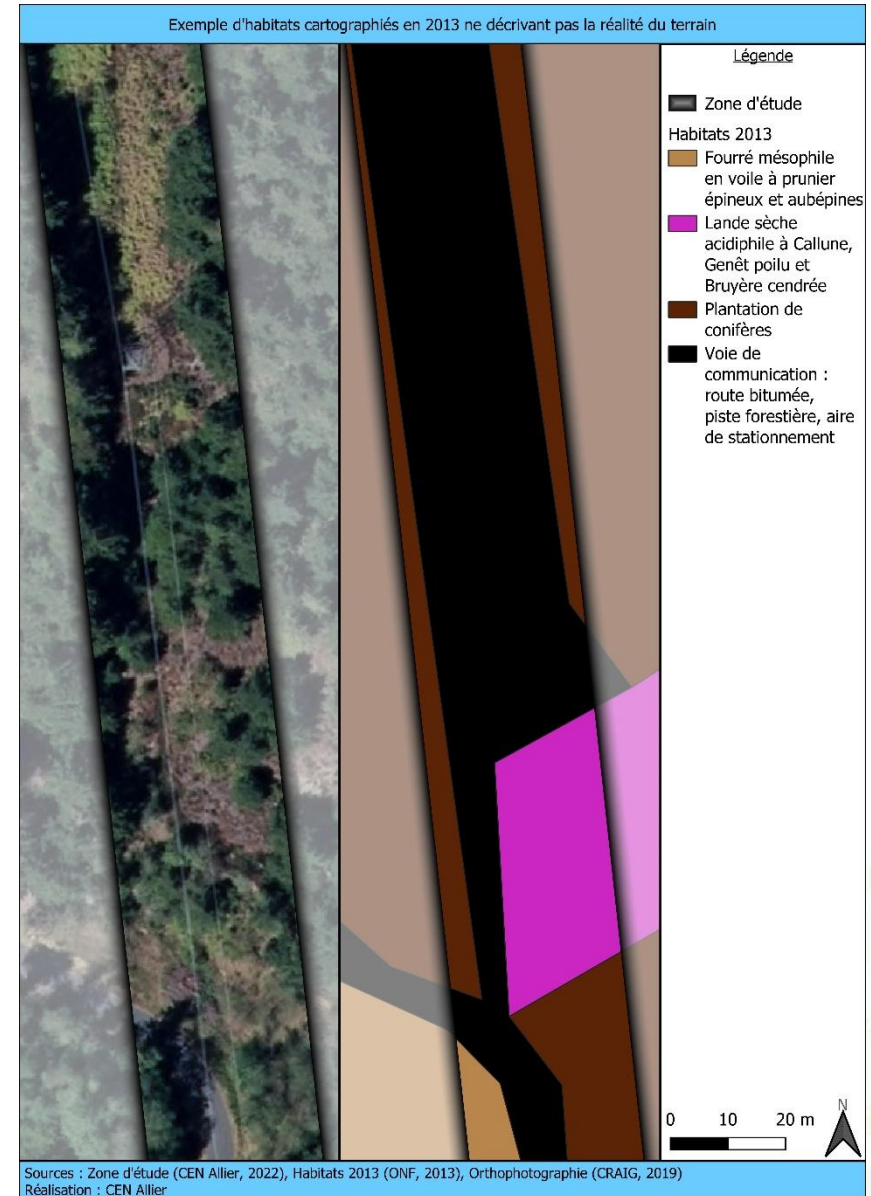 Exemple d'habitats cartographiés en 2013 ne décrivant pas la réalité du terrain
Légende
Zone d'étude
Habitats 2013
Fourré mésophile
en voile à prunier
épineux et aubépines
Lande sèche
acidiphile à Callune,
Genêt poilu et
Bruyère cendrée
Plantation de
conifères
Voie de
communication :
route bitumée,
piste forestière, aire
de stationnement
N
0 10 20 m
Sources : Zone d'étude (CEN Allier, 2022), Habitats 2013 (ONF, 2013), Orthophotographie (CRAIG, 2019)
Réalisation : CEN Allier